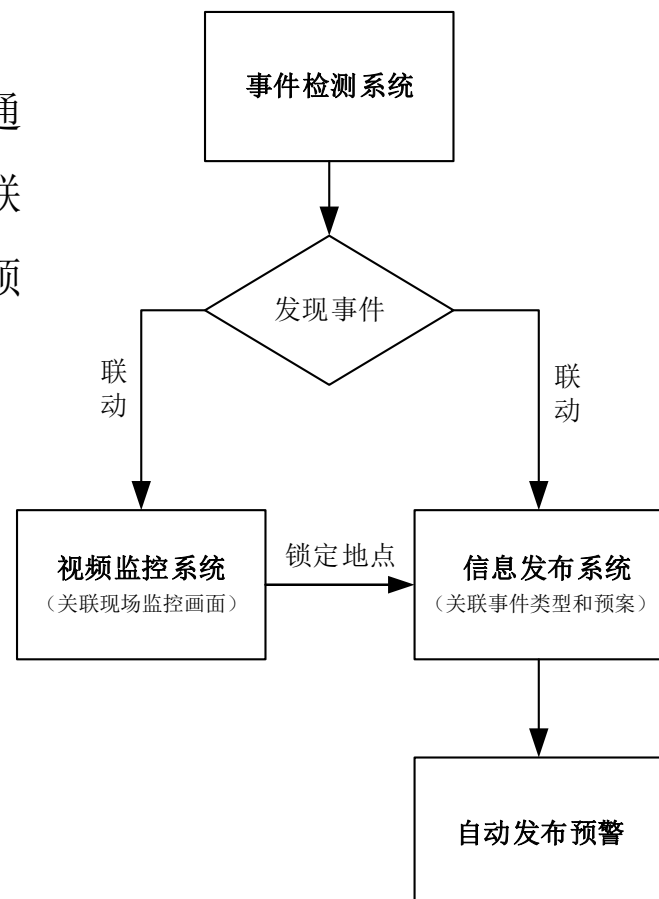 事件检测系统
通
联
发现事件
联动
联动
视频监控系统
（关联现场监控画面）
锁定地点
信息发布系统
（关联事件类型和预案）
自动发布预警